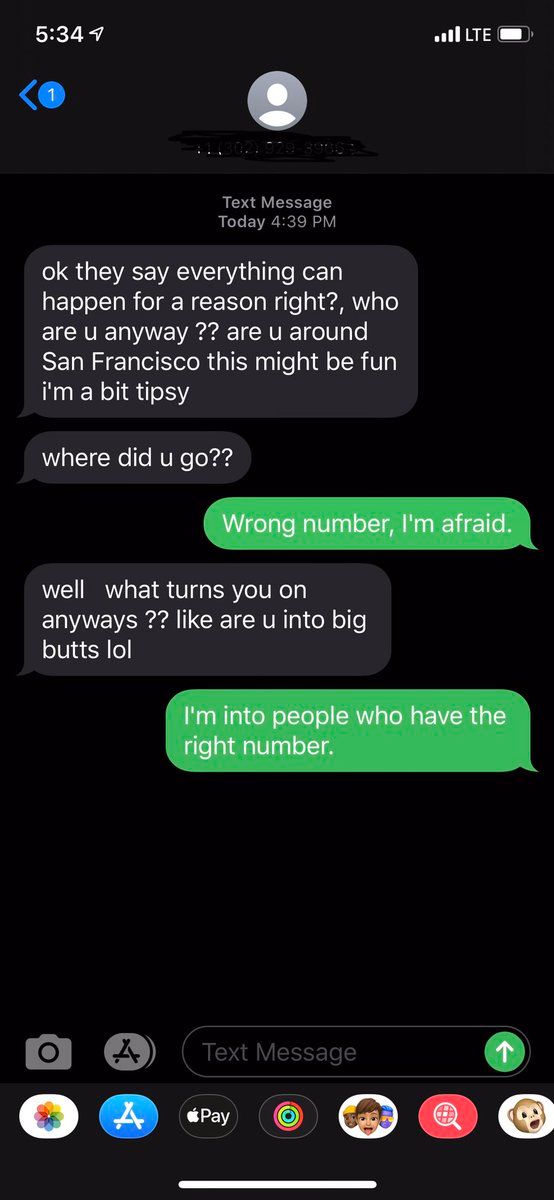 5:34
LTE
1
Text Message
Today 4:39 PM
ok they say everything can
happen for a reason right?, who
are u anyway ?? are u around
San Francisco this might be fun
i'm a bit tipsy
where did u go??
Wrong number, I'm afraid.
well   what turns you on
anyways ?? like are u into big
butts lol
I'm into people who have the
right number.
Text Message
Pay